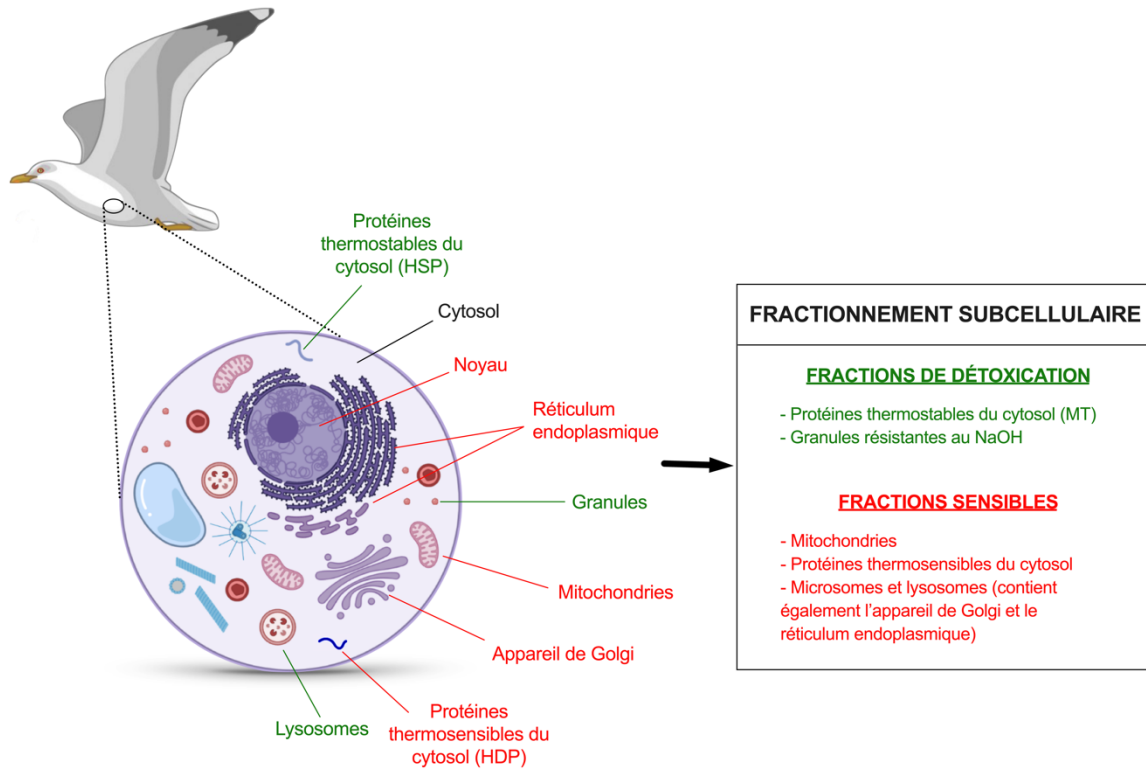 Protéines
thermostables du
cytosol (HSP)
Cytosol
Noyau
Réticulum
endoplasmique
Granules
Mitochondries
Appareil de Golgi
Lysosomes
Protéines
thermosensibles du
cytosol (HDP)
FRACTIONNEMENT SUBCELLULAIRE
FRACTIONS DE DÉTOXICATION
- Protéines thermostables du cytosol (MT)
- Granules résistantes au NaOH
FRACTIONS SENSIBLES
- Mitochondries
- Protéines thermosensibles du cytosol
- Microsomes et lysosomes (contient
également l'appareil de Golgi et le
réticulum endoplasmique)